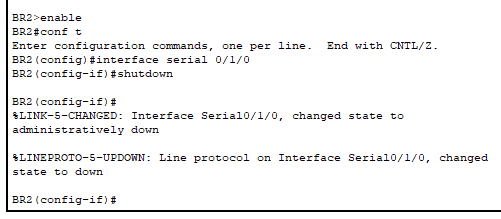 BR2>enable
BR2#conf t
Enter configuration commands, one per line.  End with CNTL/Z.
BR2(config)#interface serial 0/1/0
BR2(config-if)#shutdown
BR2(config-if)#
%LINK-5-CHANGED: Interface Serial0/1/0, changed state to
administratively down
%LINEPROTO-5-UPDOWN: Line protocol on Interface Serial0/1/0, changed
state to down
BR2(config-if)#